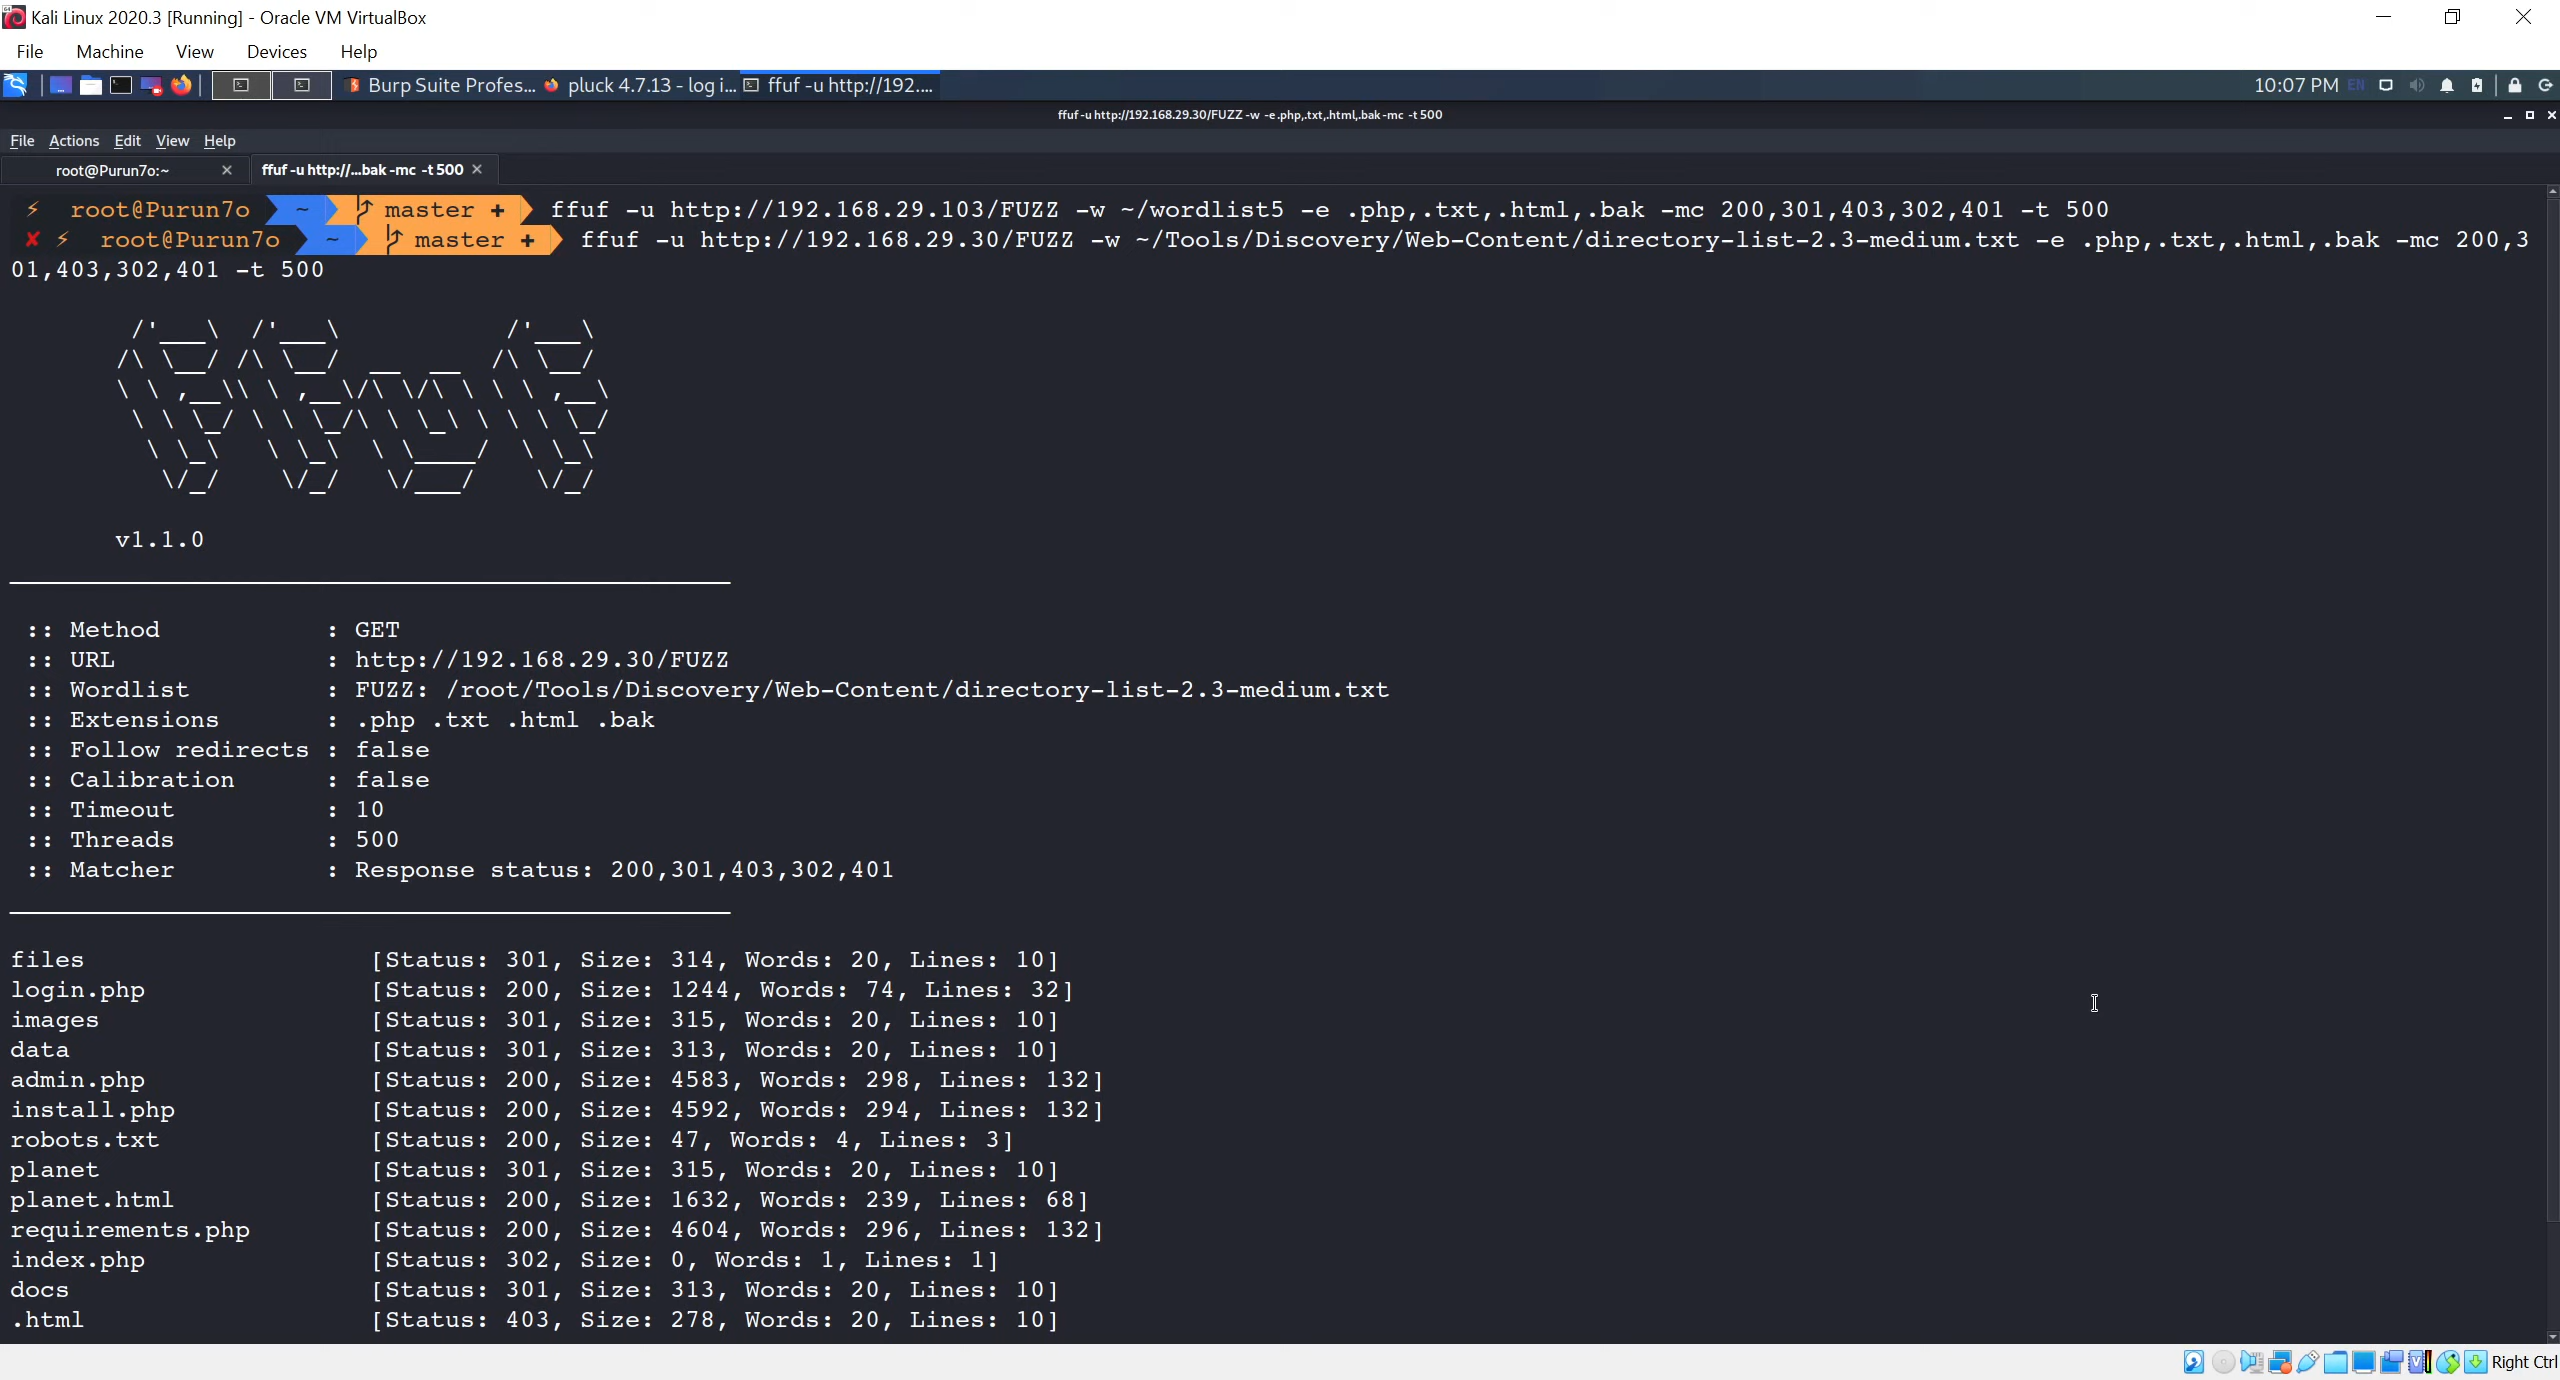 Kali Linux 2020.3 [Running] - Oracle VM VirtualBox
File Machine View Devices Help
Burp Suite Profes... pluck 4.7.13 - log i... ffuf -u http://192.... 10:07 PM EN
ffuf -u http://192.168.29.30/FUZZ -w -e .php,.txt,.html,.bak -mc -t 500
File Actions Edit View Help
root@Purun7o:~ ffuf -u http://...bak -mc -t 500
root@Purun7o ~ master + ffuf -u http://192.168.29.103/FUZZ -w ~/wordlist5 -e .php,.txt,.html,.bak -mc 200,301,403,302,401 -t 500
root@Purun7o ~ master + ffuf -u http://192.168.29.30/FUZZ -w ~/Tools/Discovery/Web-Content/directory-list-2.3-medium.txt -e .php,.txt,.html,.bak -mc 200,3
01,403,302,401 -t 500
v1.1.0
:: Method : GET
:: URL : http://192.168.29.30/FUZZ
:: Wordlist : FUZZ: /root/Tools/Discovery/Web-Content/directory-list-2.3-medium.txt
:: Extensions : .php .txt .html .bak
:: Follow redirects : false
:: Calibration : false
:: Timeout : 10
:: Threads : 500
:: Matcher : Response status: 200,301,403,302,401
files [Status: 301, Size: 314, Words: 20, Lines: 10]
login.php [Status: 200, Size: 1244, Words: 74, Lines: 32]
images [Status: 301, Size: 315, Words: 20, Lines: 10]
data [Status: 301, Size: 313, Words: 20, Lines: 10]
admin.php [Status: 200, Size: 4583, Words: 298, Lines: 132]
install.php [Status: 200, Size: 4592, Words: 294, Lines: 132]
robots.txt [Status: 200, Size: 47, Words: 4, Lines: 3]
planet [Status: 301, Size: 315, Words: 20, Lines: 10]
planet.html [Status: 200, Size: 1632, Words: 239, Lines: 68]
requirements.php [Status: 200, Size: 4604, Words: 296, Lines: 132]
index.php [Status: 302, Size: 0, Words: 1, Lines: 1]
docs [Status: 301, Size: 313, Words: 20, Lines: 10]
.html [Status: 403, Size: 278, Words: 20, Lines: 10]
Right Ctrl